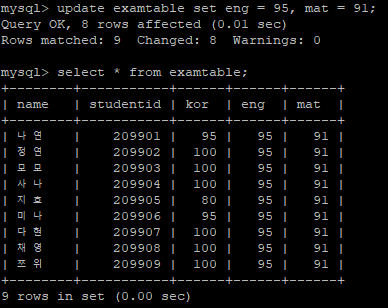 mysql> update examtable set eng = 95, mat = 91;
Query OK, 8 rows affected (0.01 sec)
Rows matched: 9  Changed: 8  Warnings: 0

mysql> select * from examtable;
+--------+-----------+------+------+------+
| name   | studentid | kor  | eng  | mat  |
+--------+-----------+------+------+------+
| 나연   |    209901 |   95 |   95 |   91 |
| 정연   |    209902 |  100 |   95 |   91 |
| 모모   |    209903 |  100 |   95 |   91 |
| 사나   |    209904 |  100 |   95 |   91 |
| 지효   |    209905 |   80 |   95 |   91 |
| 미나   |    209906 |   95 |   95 |   91 |
| 다현   |    209907 |  100 |   95 |   91 |
| 채영   |    209908 |  100 |   95 |   91 |
| 쯔위   |    209909 |  100 |   95 |   91 |
+--------+-----------+------+------+------+
9 rows in set (0.00 sec)